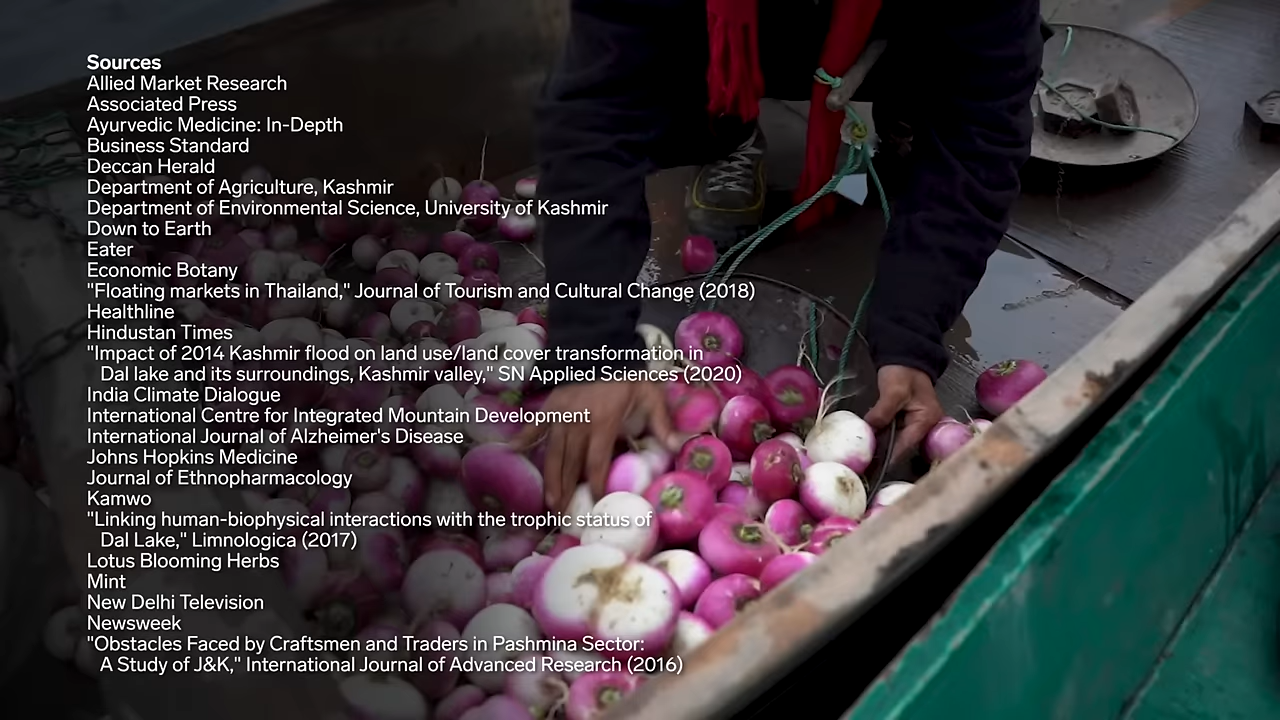 Sources
Allied Market Research
Associated Press
Ayurvedic Medicine: In-Depth
Business Standard
Deccan Herald
Department of Agriculture, Kashmir
Department of Environmental Science, University of Kashmir
Down to Earth
Eater
Economic Botany
"Floating markets in Thailand," Journal of Tourism and Cultural Change (2018)
Healthline
Hindustan Times
"Impact of 2014 Kashmir flood on land use/land cover transformation in
Dal lake and its surroundings, Kashmir valley," SN Applied Sciences (2020)
India Climate Dialogue
International Centre for Integrated Mountain Development
International Journal of Alzheimer's Disease
Johns Hopkins Medicine
Journal of Ethnopharmacology
Kamwo
"Linking human-biophysical interactions with the trophic status of
Dal Lake," Limnologica (2017)
Lotus Blooming Herbs
Mint
New Delhi Television
Newsweek
"Obstacles Faced by Craftsmen and Traders in Pashmina Sector:
A Study of J&K," International Journal of Advanced Research (2016)